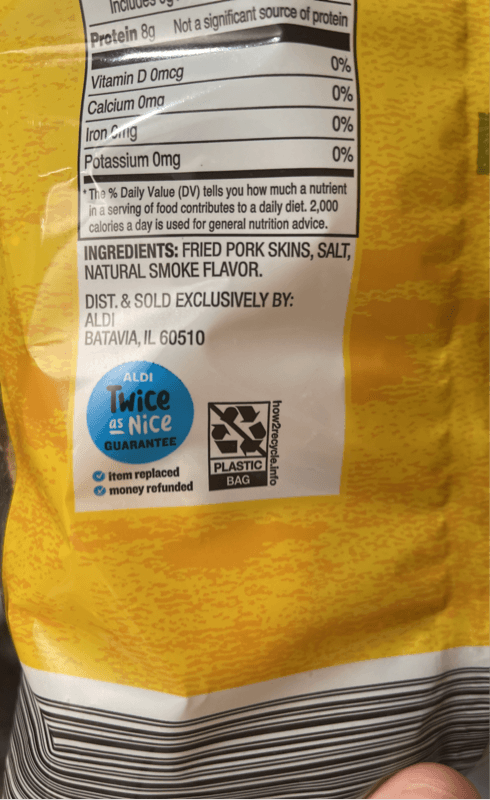 Includes
Protein 8g Not a significant source of protein
Vitamin D 0mcg 0%
Calcium 0mg 0%
Iron 0mg 0%
Potassium 0mg 0%
* The % Daily Value (DV) tells you how much a nutrient
in a serving of food contributes to a daily diet. 2,000
calories a day is used for general nutrition advice.
INGREDIENTS: FRIED PORK SKINS, SALT,
NATURAL SMOKE FLAVOR.
DIST. & SOLD EXCLUSIVELY BY:
ALDI
BATAVIA, IL 60510
ALDI
Twice
as Nice
GUARANTEE
item replaced
money refunded
PLASTIC
BAG
how2recycle.info